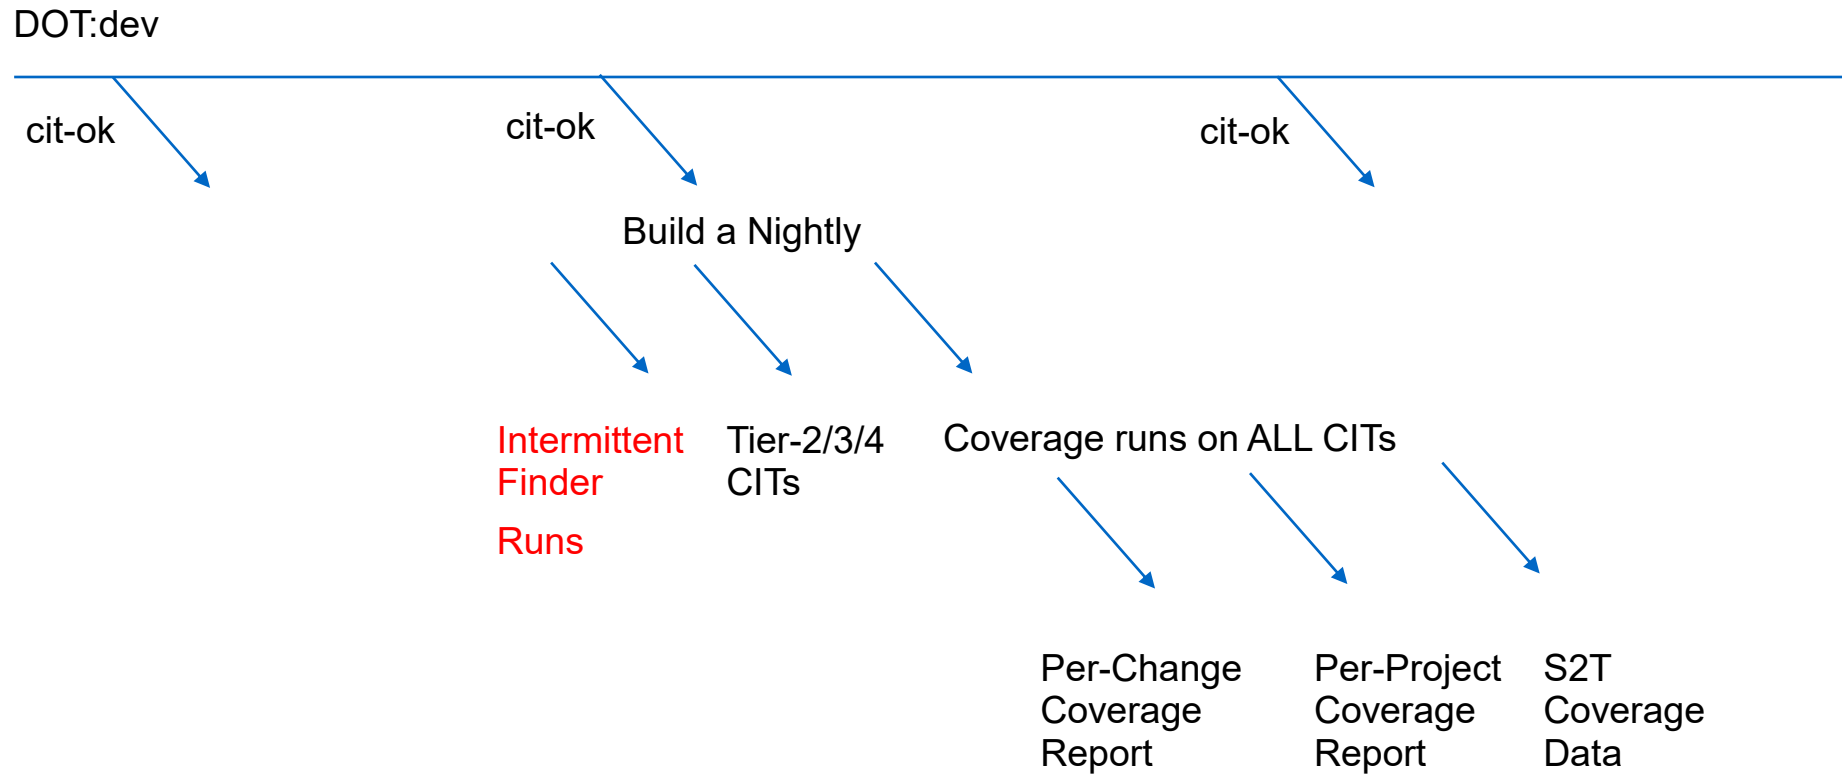 DOT:dev
cit-ok
cit-ok
cit-ok
Build a Nightly
Intermittent
Finder
Runs
Tier-2/3/4
CITs
Coverage runs on ALL CITs
Per-Change
Coverage
Report
Per-Project
Coverage
Report
S2T
Coverage
Data